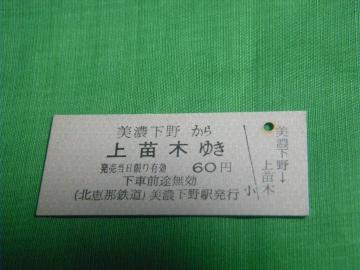 美濃下野 から
上苗木 ゆき
発売当日限り有効 60円
下車前途無効
(北恵那鉄道) 美濃下野駅発行
小
美濃下野→
上苗木